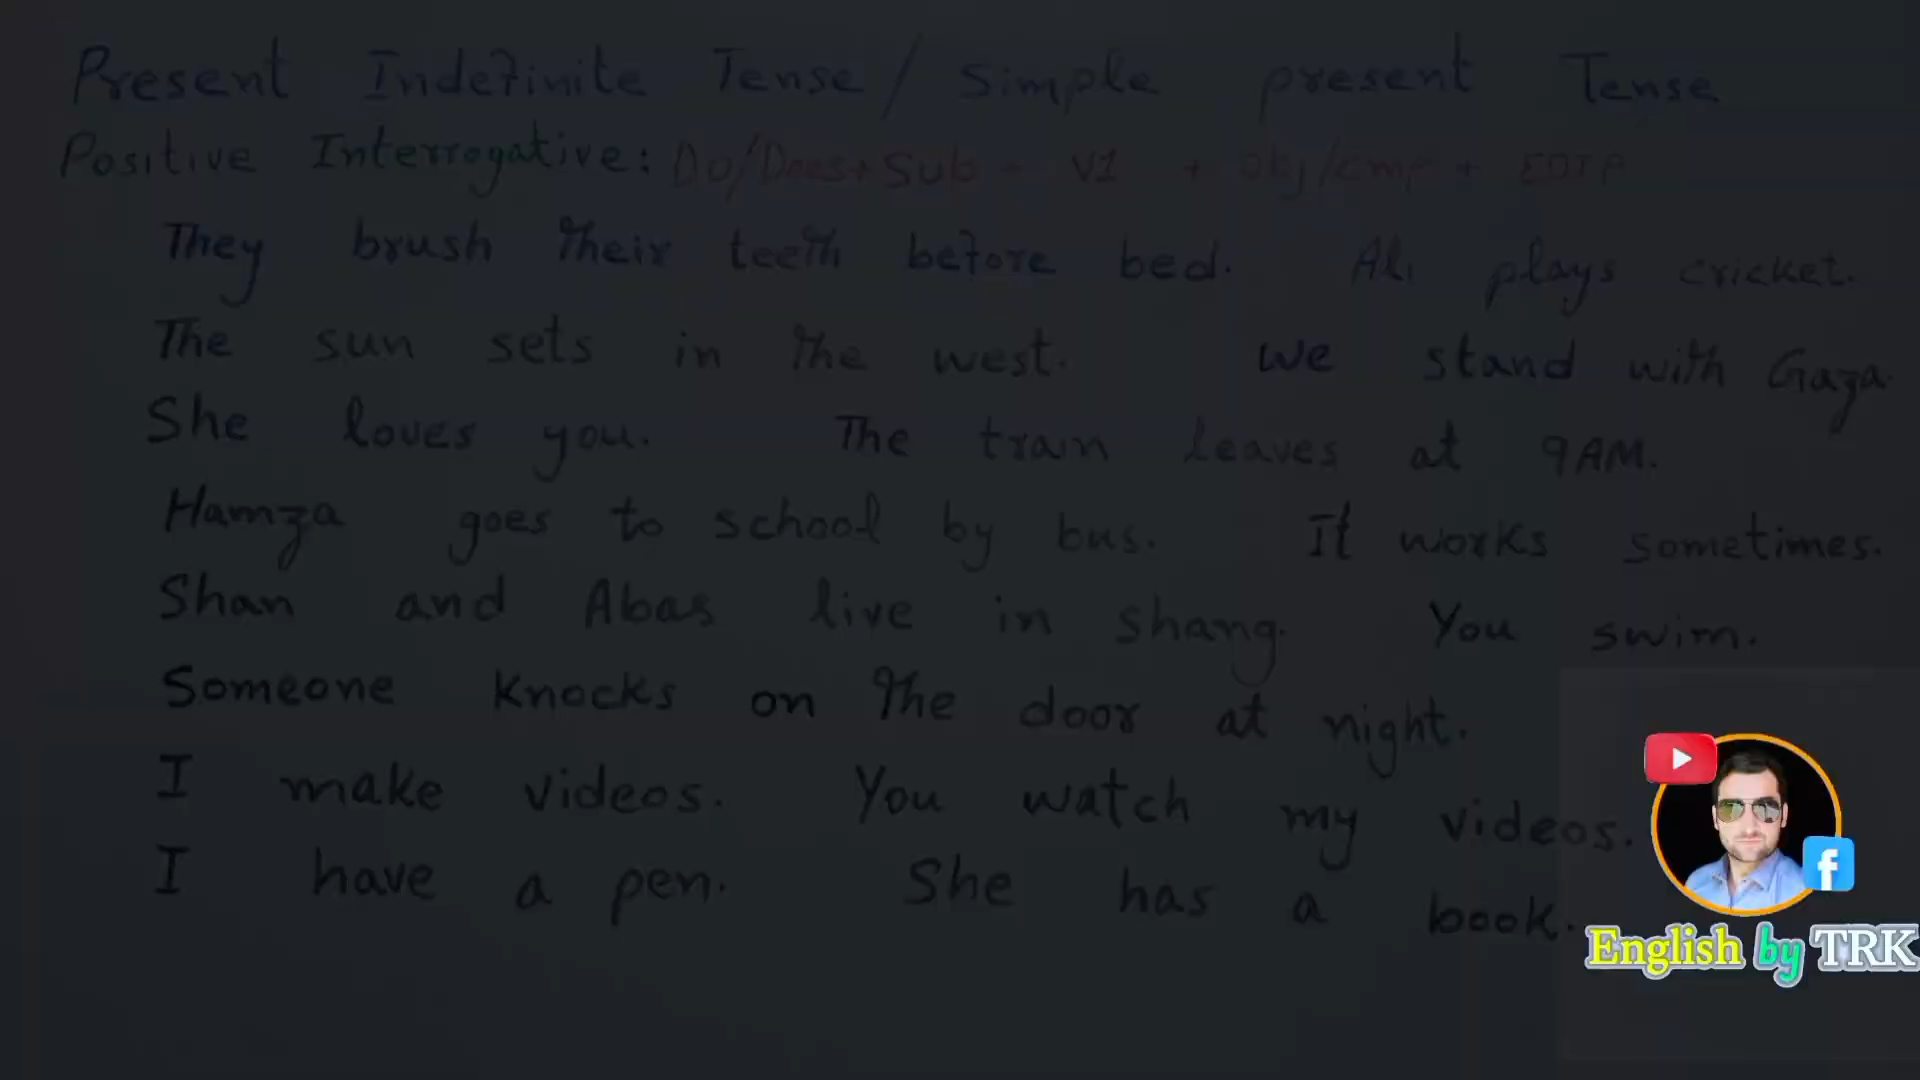 Present Indefinite Tense / Simple present Tense
Positive Interrogative: Do/Does+Sub - V1 + Obj/cmp + EOTP
They brush their teeth before bed. Ali plays cricket.
The sun sets in the west. We stand with Gaza.
She loves you. The train leaves at 9AM.
Hamza goes to school by bus. It works sometimes.
Shan and Abas live in shang. You swim.
Someone knocks on the door at night.
I make videos. You watch my videos.
I have a pen. She has a book.
English by TRK